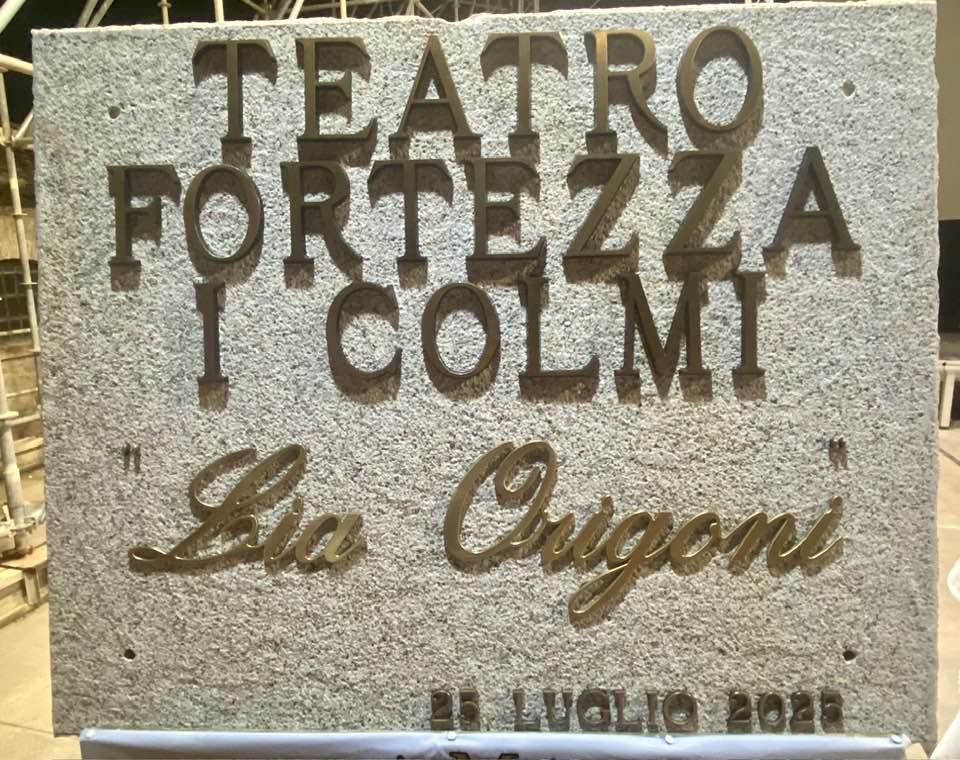 TEATRO
FORTEZZA
I COLMI
"Lia Origoni"
25 LUGLIO 2025